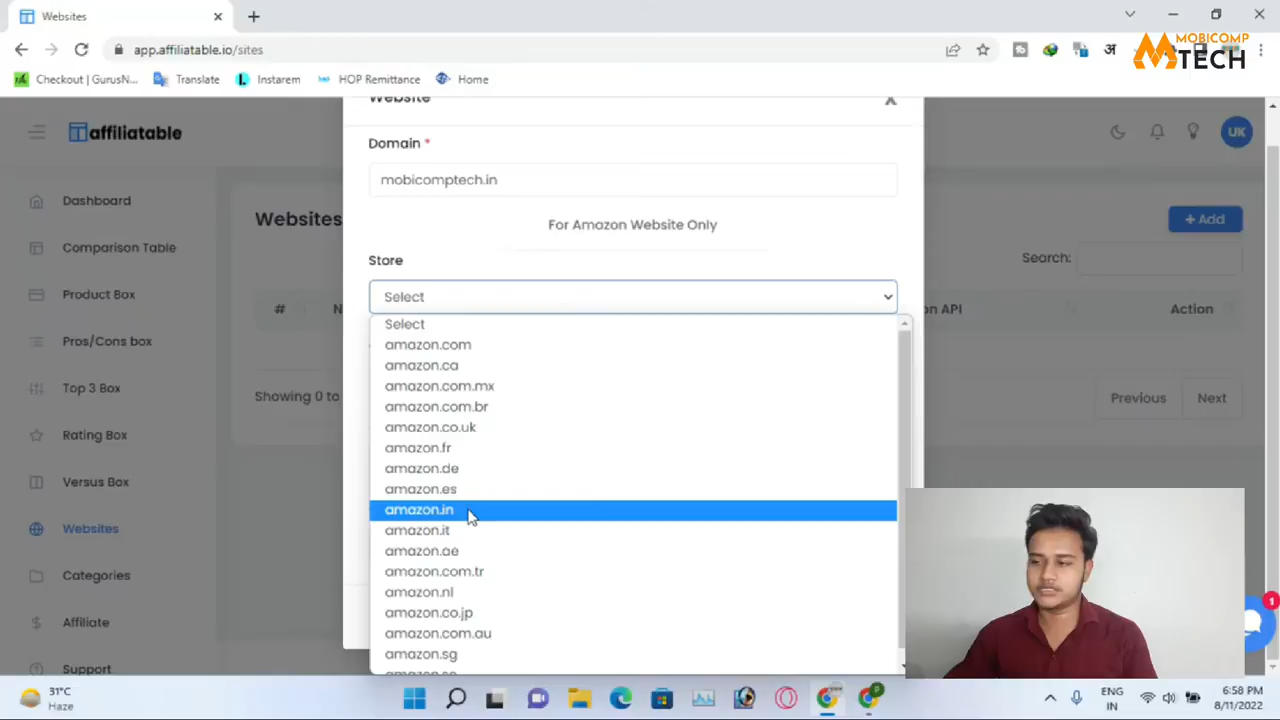 Websites
app.affiliatable.io/sites
अ
MOBICOMP
TECH
Checkout | GurusN...
Translate
Instarem
HOP Remittance
Home
Website
affiliatable
UK
Dashboard
Comparison Table
Product Box
Pros/Cons box
Top 3 Box
Rating Box
Versus Box
Websites
Categories
Affiliate
Support
Websites
+ Add
Search:
#
on API
Action
Showing 0 to
Previous
Next
Domain *
mobicomptech.in
For Amazon Website Only
Store
Select
Select
amazon.com
amazon.ca
amazon.com.mx
amazon.com.br
amazon.co.uk
amazon.fr
amazon.de
amazon.es
amazon.in
amazon.it
amazon.ae
amazon.com.tr
amazon.nl
amazon.co.jp
amazon.com.au
amazon.sg
1
31°C
Haze
ENG
IN
6:58 PM
8/11/2022